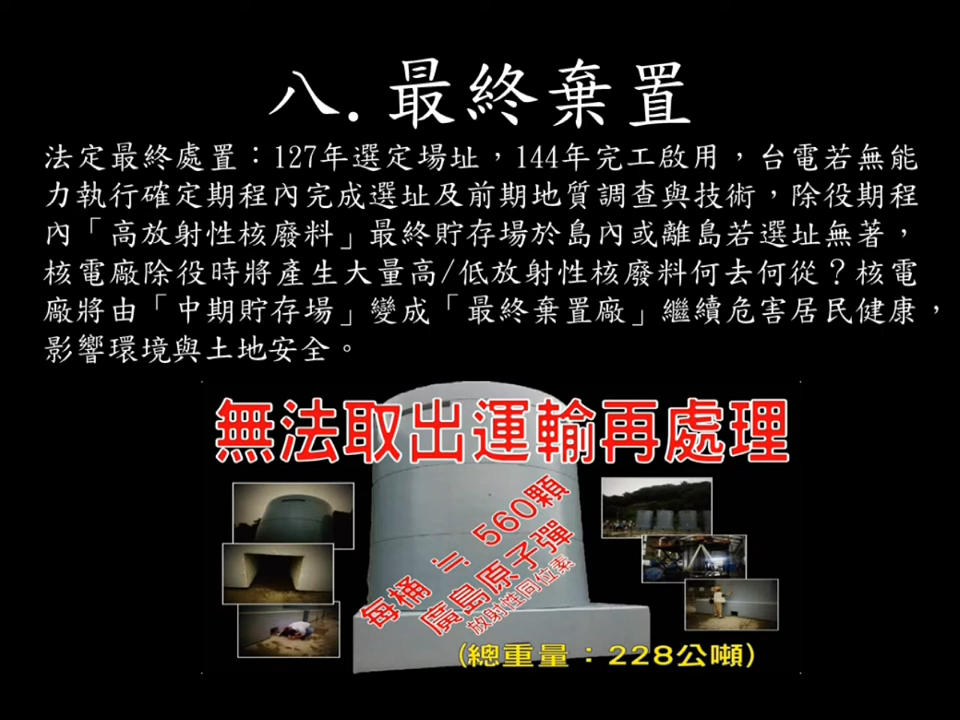 八.最終棄置
法定最終處置：127年選定場址，144年完工啟用，台電若無能
力執行確定期程內完成選址及前期地質調查與技術，除役期程
內「高放射性核廢料」最終貯存場於島內或離島若選址無著，
核電廠除役時將產生大量高/低放射性核廢料何去何從？核電
廠將由「中期貯存場」變成「最終棄置廠」繼續危害居民健康，
影響環境與土地安全。
無法取出運輸再處理
每桶 ≒ 560顆
廣島原子彈
放射性同位素
(總重量：228公噸)